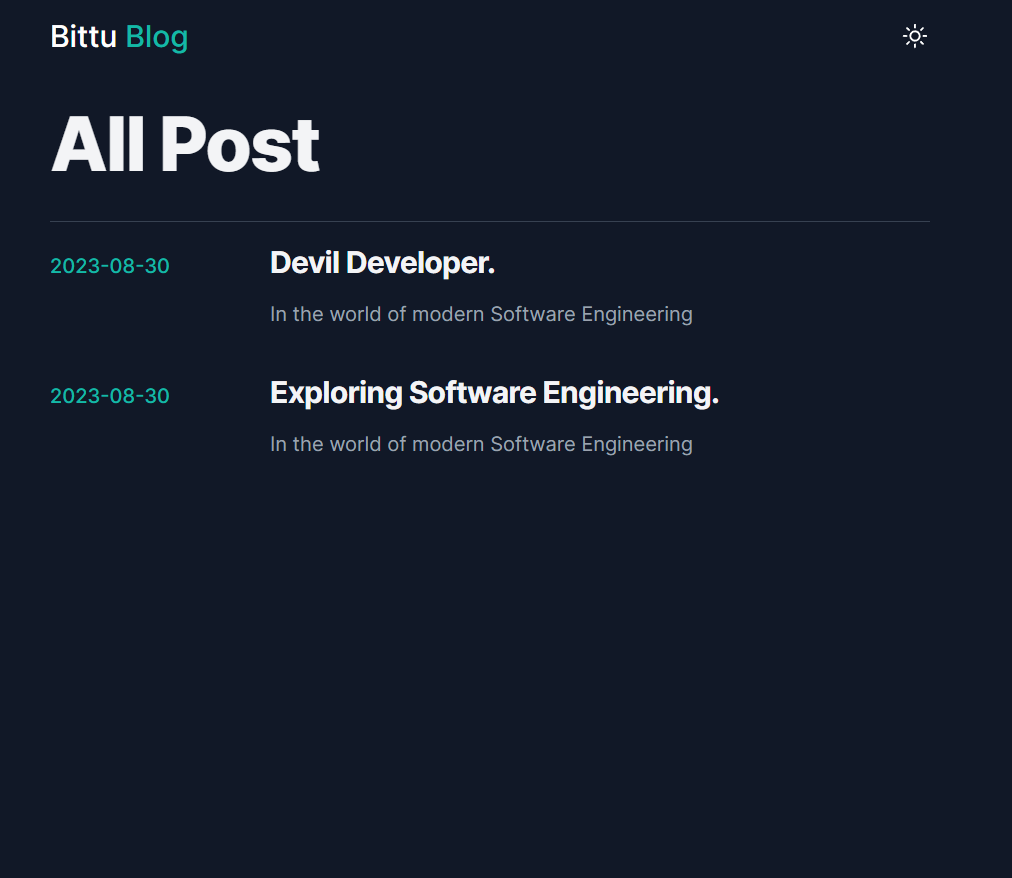 Bittu Blog
All Post
2023-08-30
Devil Developer.
In the world of modern Software Engineering
2023-08-30
Exploring Software Engineering.
In the world of modern Software Engineering